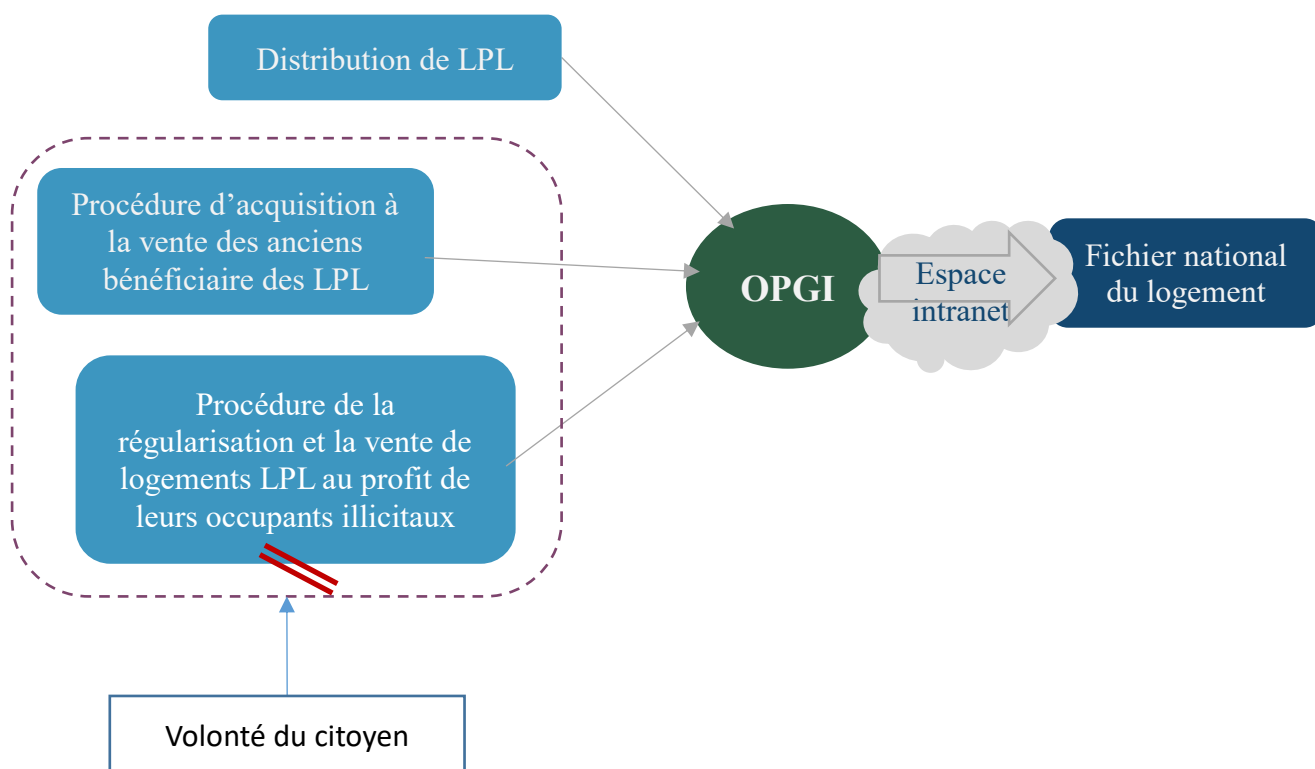 Distribution de LPL
Procédure d’acquisition à
la vente des anciens
bénéficiaire des LPL
Procédure de la
régularisation et la vente de
logements LPL au profit de
leurs occupants illicitaux
Volonté du citoyen
OPGI
Espace
intranet
Fichier national
du logement